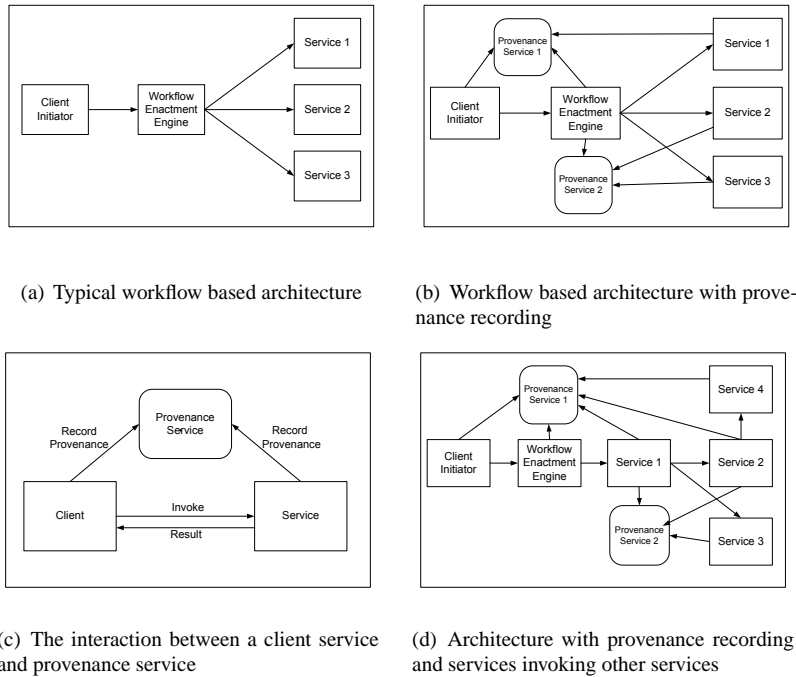 Client
Initiator
Workflow
Enactment
Engine
Service 1
Service 2
Service 3
(a) Typical workflow based architecture
Provenance
Service 1
Client
Initiator
Workflow
Enactment
Engine
Provenance
Service 2
Service 1
Service 2
Service 3
(b) Workflow based architecture with prove-
nance recording
Provenance
Service
Record
Provenance
Record
Provenance
Client
Invoke
Result
Service
(c) The interaction between a client service
and provenance service
Provenance
Service 1
Service 4
Client
Initiator
Workflow
Enactment
Engine
Service 1
Service 2
Provenance
Service 2
Service 3
(d) Architecture with provenance recording
and services invoking other services